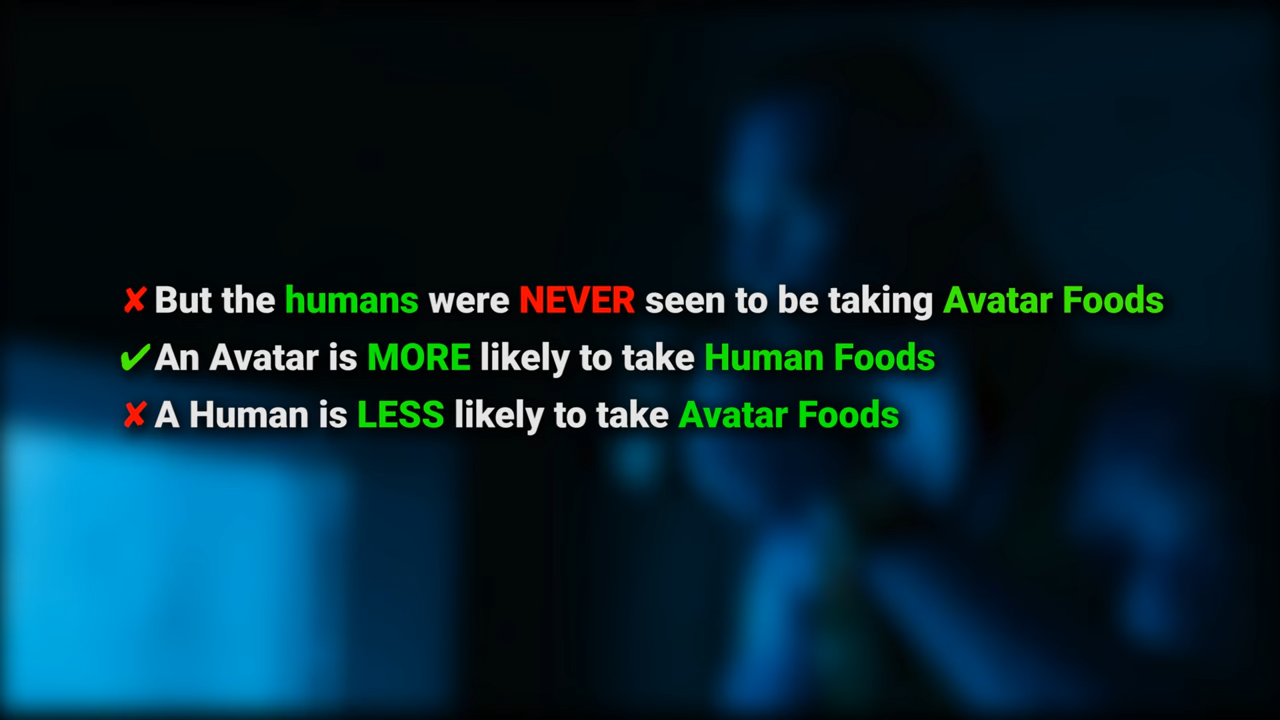 ✘ But the humans were NEVER seen to be taking Avatar Foods
✔ An Avatar is MORE likely to take Human Foods
✘ A Human is LESS likely to take Avatar Foods